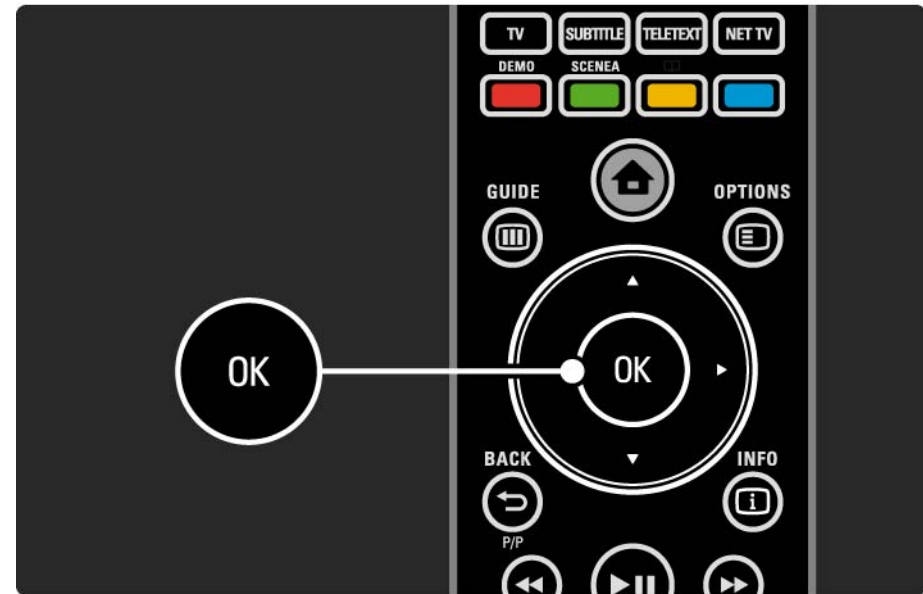 TV SUBTITLE TELETEXT NET TV
DEMO SCENEA
GUIDE OPTIONS
OK OK
BACK INFO
P/P